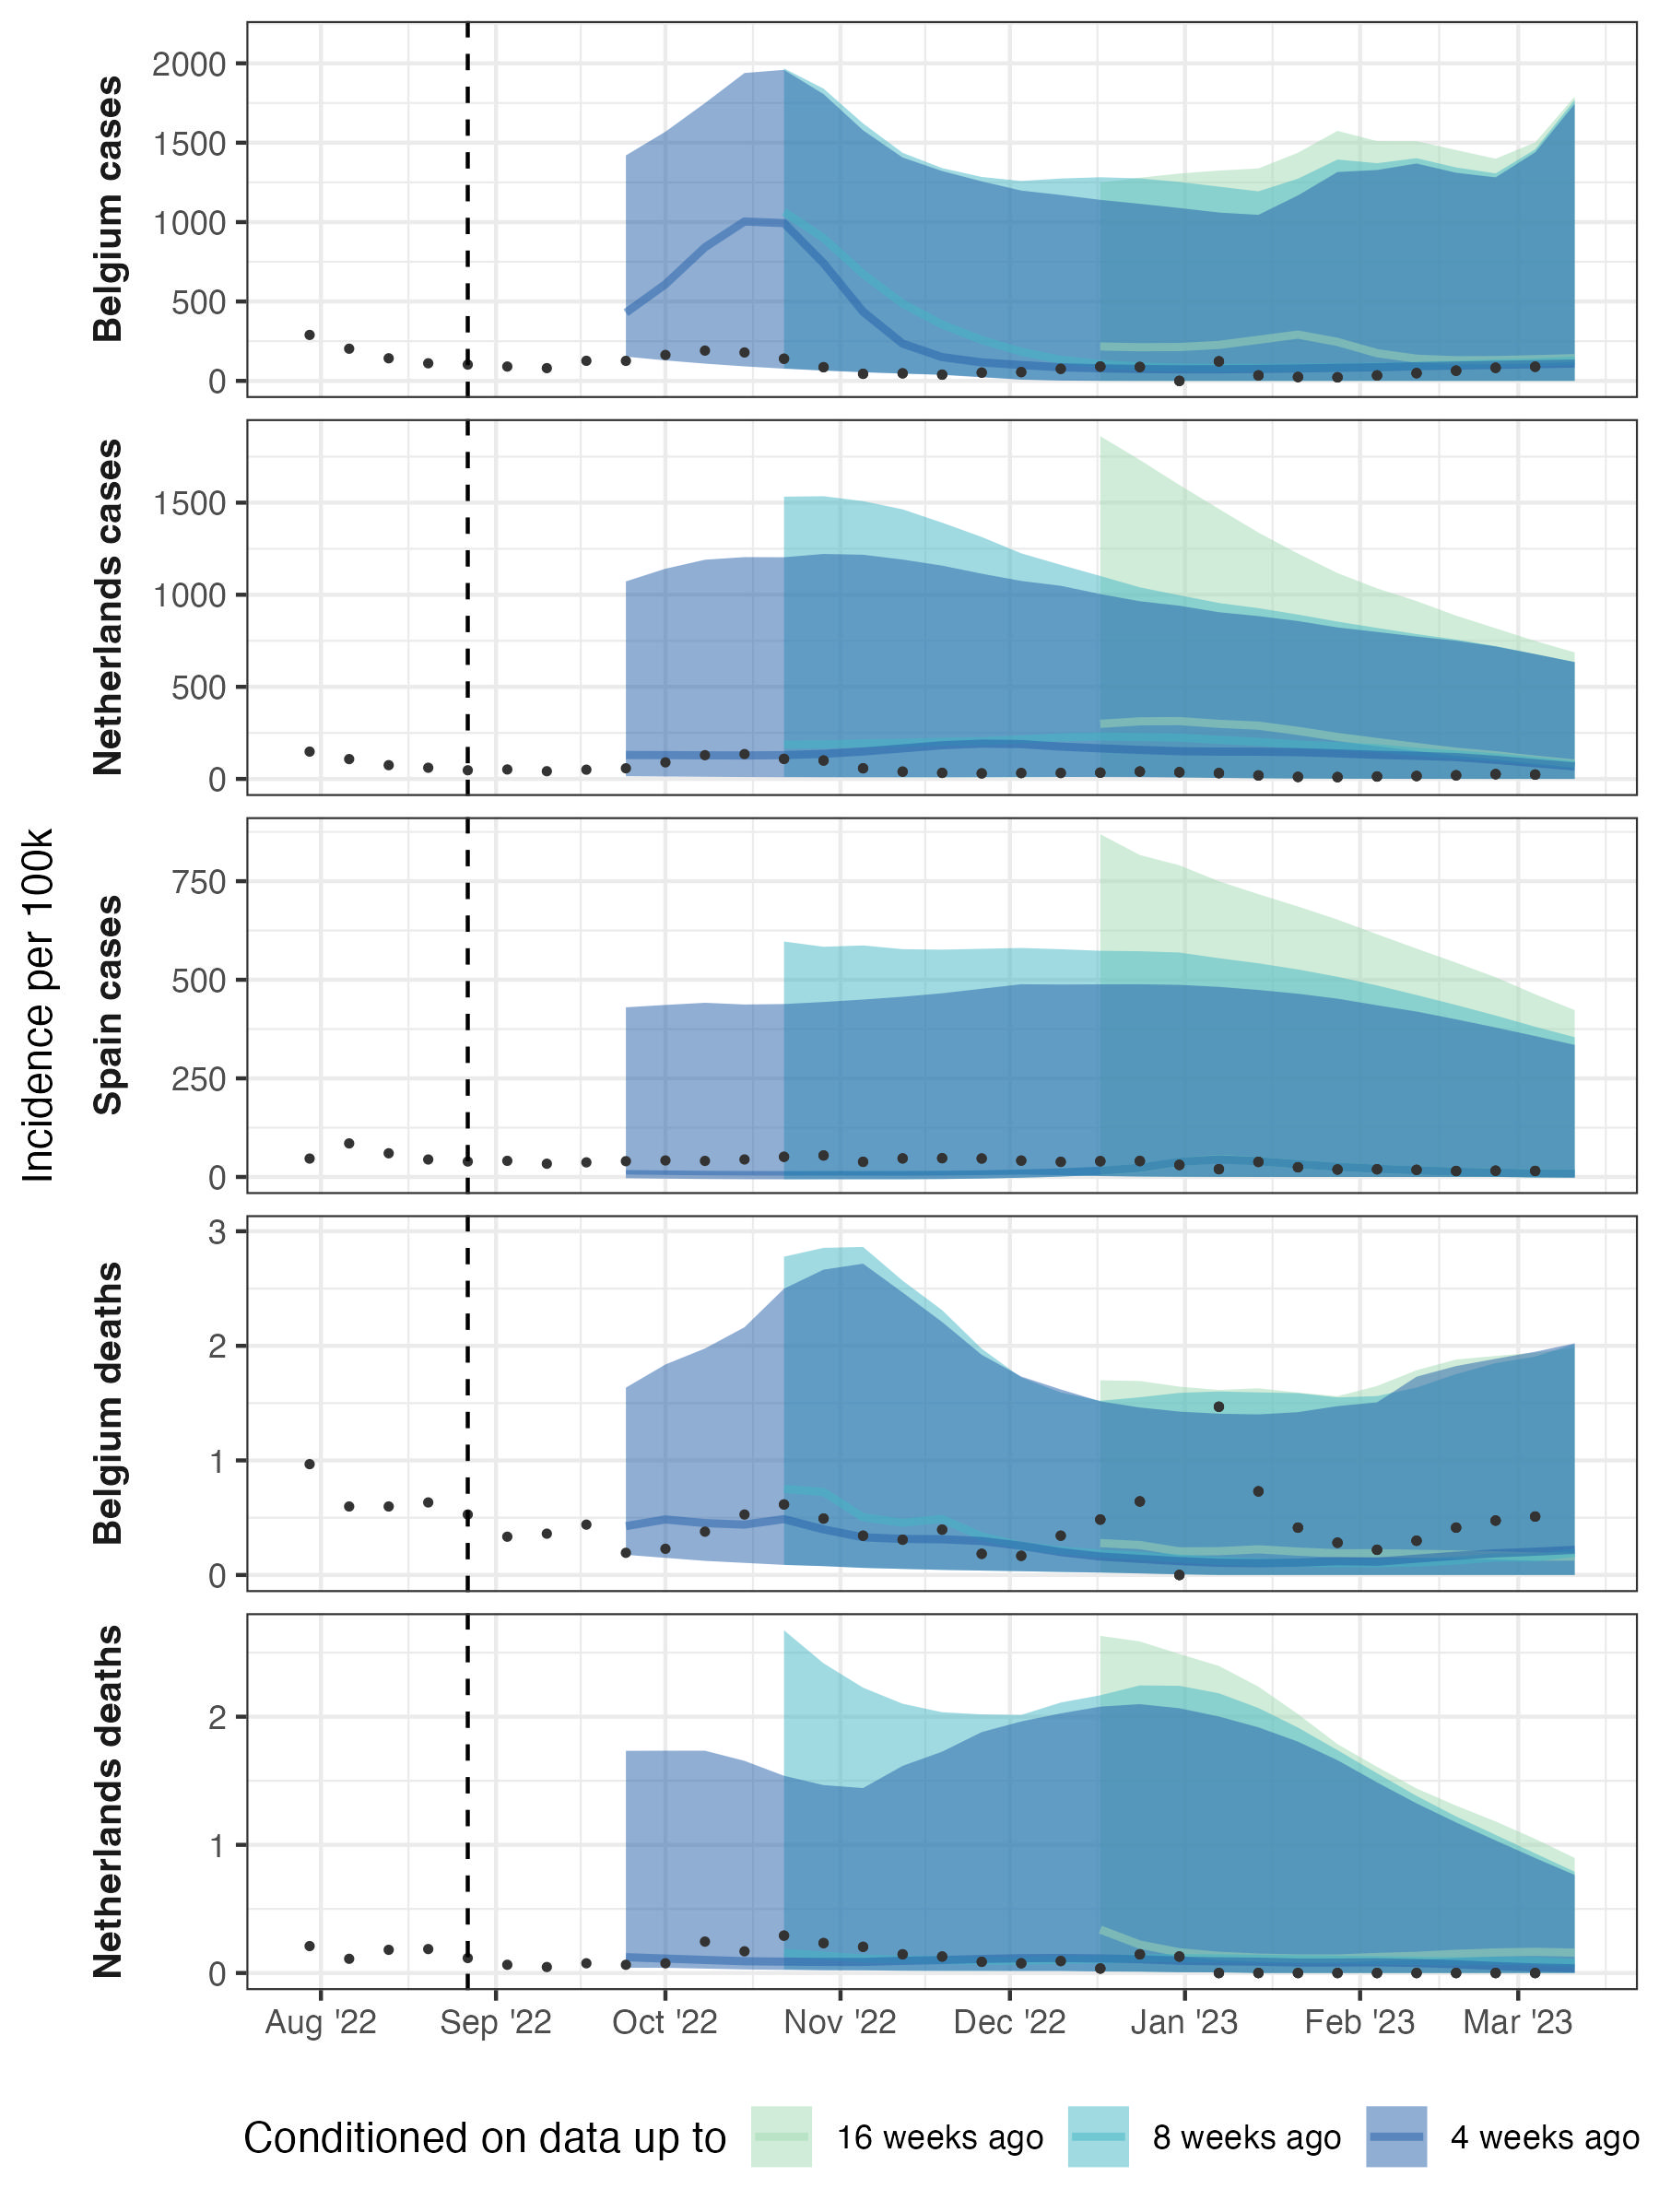 Incidence per 100k
Belgium cases
2000
1500
1000
500
0
Netherlands cases
1500
1000
500
0
Spain cases
750
500
250
0
Belgium deaths
3
2
1
0
Netherlands deaths
2
1
0
Aug '22 Sep '22 Oct '22 Nov '22 Dec '22 Jan '23 Feb '23 Mar '23
Conditioned on data up to 16 weeks ago 8 weeks ago 4 weeks ago